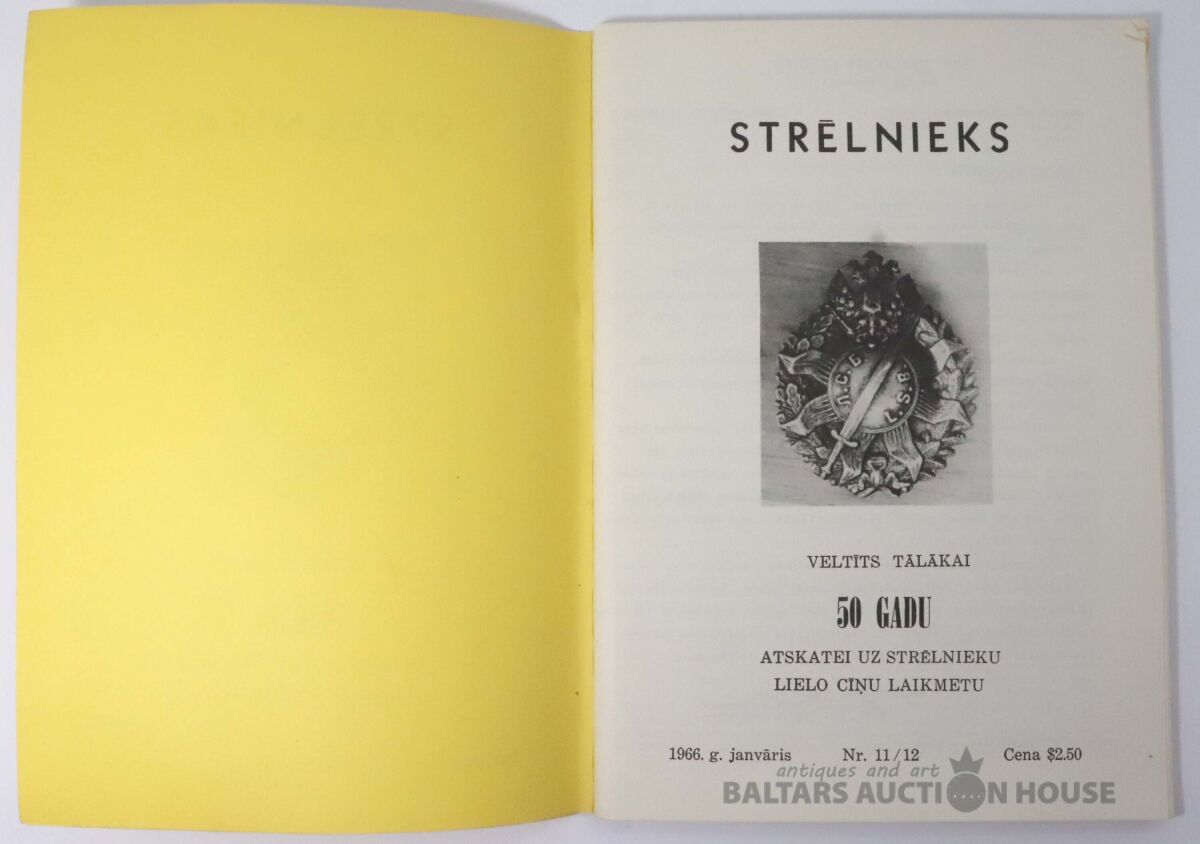 STRĒLNIEKS
Л.С.Б.
L.S.B.
VELTĪTS TĀLĀKAI
50 GADU
ATSKATEI UZ STRĒLNIEKU
LIELO CĪŅU LAIKMETU
1966. g. janvāris Nr. 11/12 Cena $2.50
antiques and art
BALTARS AUCTION HOUSE